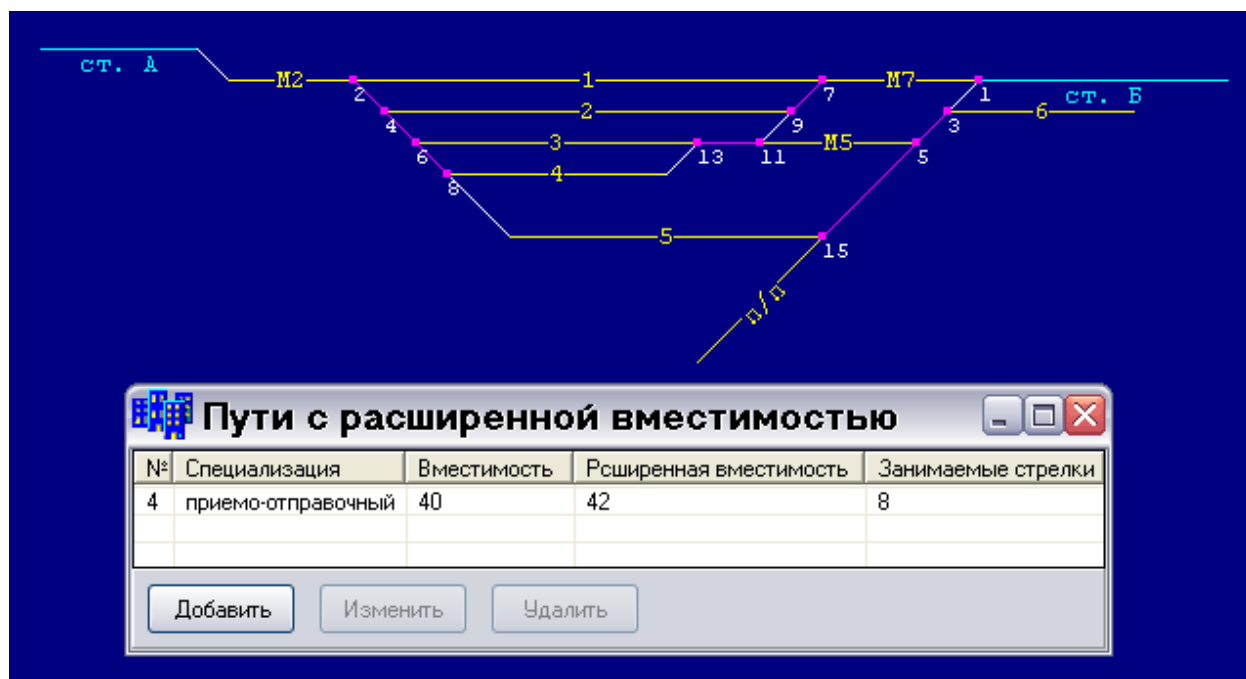 ст. А
М2 1 М7
2 7 1 ст. Б
2 6
4 9 3
3 М5
6 13 11 5
4
8
5
15
п/п
Пути с расширенной вместимостью
№ Специализация Вместимость Рсширенная вместимость Занимаемые стрелки
4 приемо-отправочный 40 42 8
Добавить Изменить Удалить